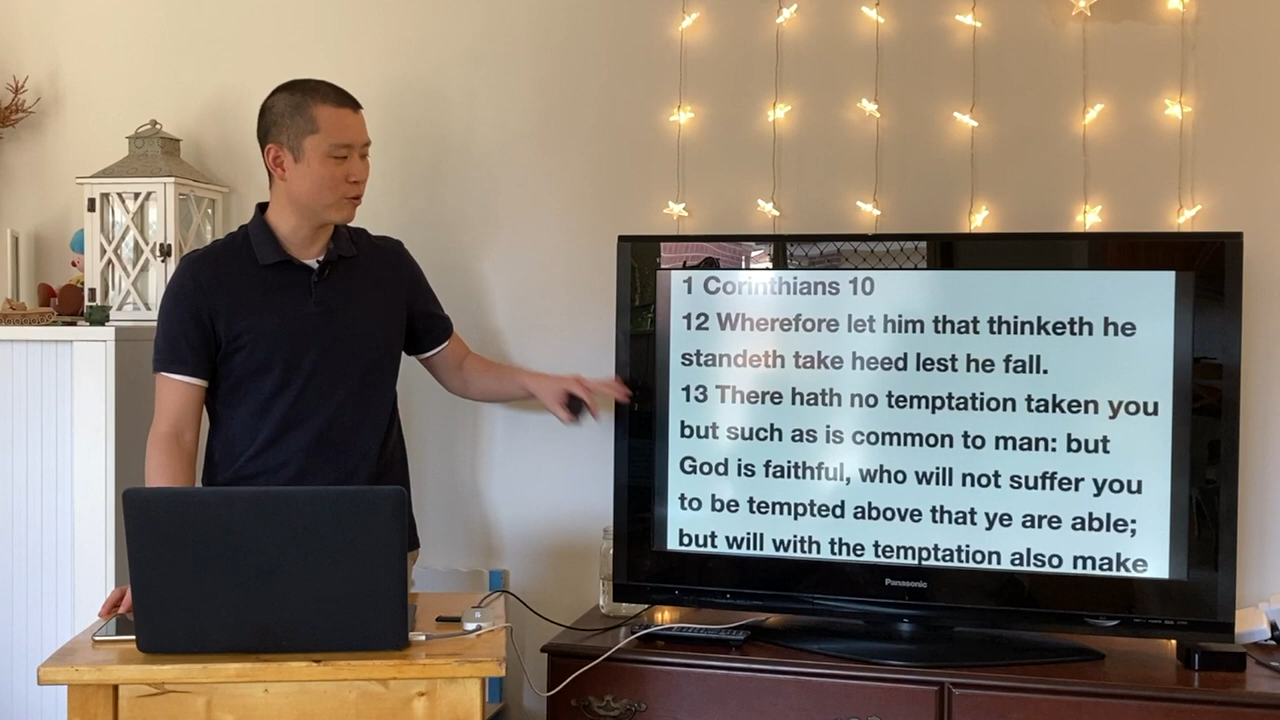 1 Corinthians 10
12 Wherefore let him that thinketh he
standeth take heed lest he fall.
13 There hath no temptation taken you
but such as is common to man: but
God is faithful, who will not suffer you
to be tempted above that ye are able;
but will with the temptation also make
Panasonic